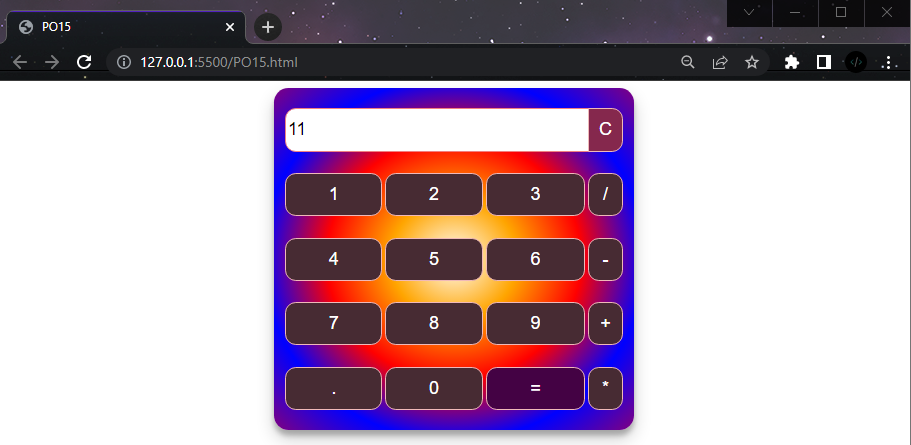 PO15
127.0.0.1:5500/PO15.html
11 C
1 2 3 /
4 5 6 -
7 8 9 +
. 0 = *